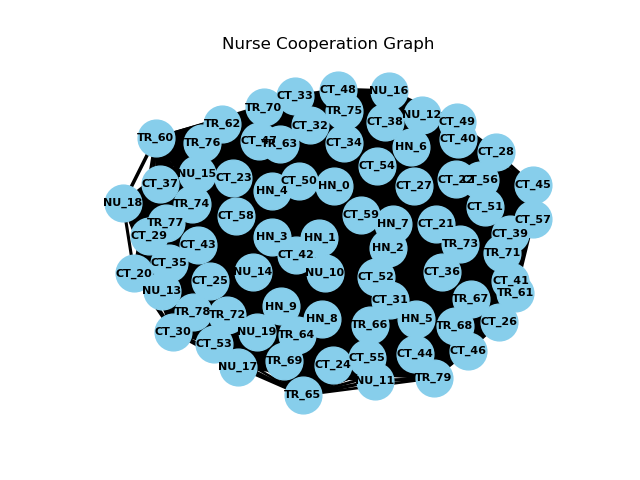 Nurse Cooperation Graph
CT_48
NU_16
CT_33
TR_70
TR_75
NU_12
CT_38
CT_49
TR_62
CT_32
TR_60
CT_40
TR_76
CT_47
TR_63
CT_34
HN_6
CT_28
CT_54
NU_15
CT_23
CT_50
CT_22
CT_56
CT_37
HN_4
HN_0
CT_27
CT_45
NU_18
TR_74
CT_51
CT_58
CT_59
CT_57
TR_77
HN_7
CT_21
CT_29
HN_3
HN_1
CT_39
CT_43
HN_2
TR_73
TR_71
CT_42
CT_35
CT_20
NU_14
NU_10
CT_36
CT_52
CT_25
CT_41
NU_13
TR_61
CT_31
TR_67
HN_9
TR_78
TR_72
HN_8
HN_5
CT_26
TR_66
TR_68
CT_30
NU_19
TR_64
CT_53
CT_46
CT_44
CT_55
TR_69
CT_24
NU_17
TR_79
NU_11
TR_65